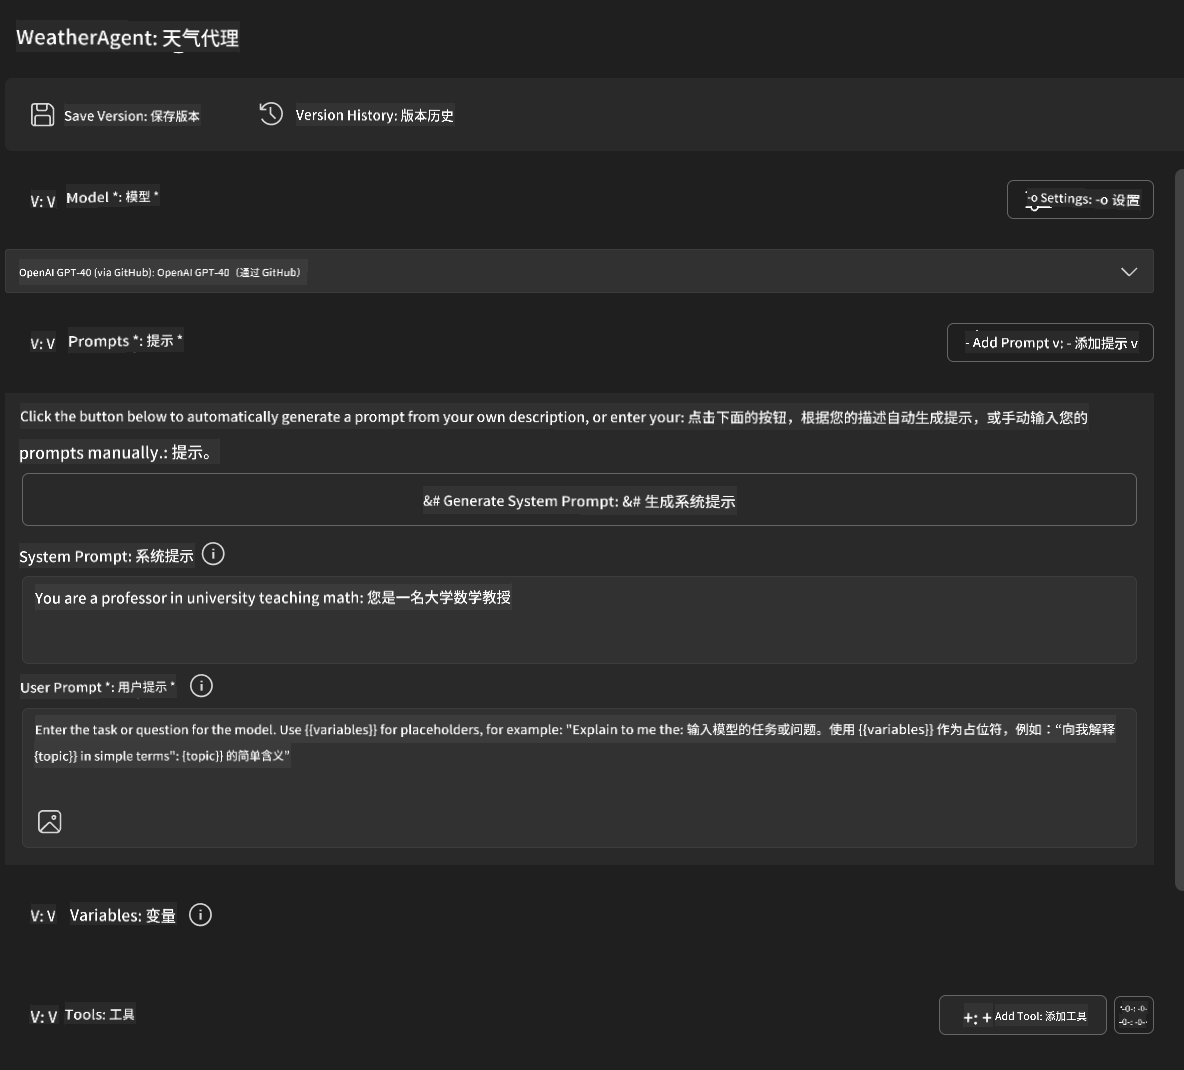 WeatherAgent: 天气代理
Save Version: 保存版本
Version History: 版本历史
V: V
Model *: 模型 *
-o Settings: -o 设置
OpenAI GPT-40 (via GitHub): OpenAI GPT-40（通过 GitHub）
V: V
Prompts *: 提示 *
- Add Prompt v: - 添加提示 v
Click the button below to automatically generate a prompt from your own description, or enter your: 点击下面的按钮，根据您的描述自动生成提示，或手动输入您的
prompts manually.: 提示。
&# Generate System Prompt: &# 生成系统提示
System Prompt: 系统提示
You are a professor in university teaching math: 您是一名大学数学教授
User Prompt *: 用户提示 *
Enter the task or question for the model. Use {{variables}} for placeholders, for example: "Explain to me the: 输入模型的任务或问题。使用 {{variables}} 作为占位符，例如：“向我解释
{topic}} in simple terms": {topic}} 的简单含义”
V: V
Variables: 变量
V: V
Tools: 工具
+: + Add Tool: 添加工具